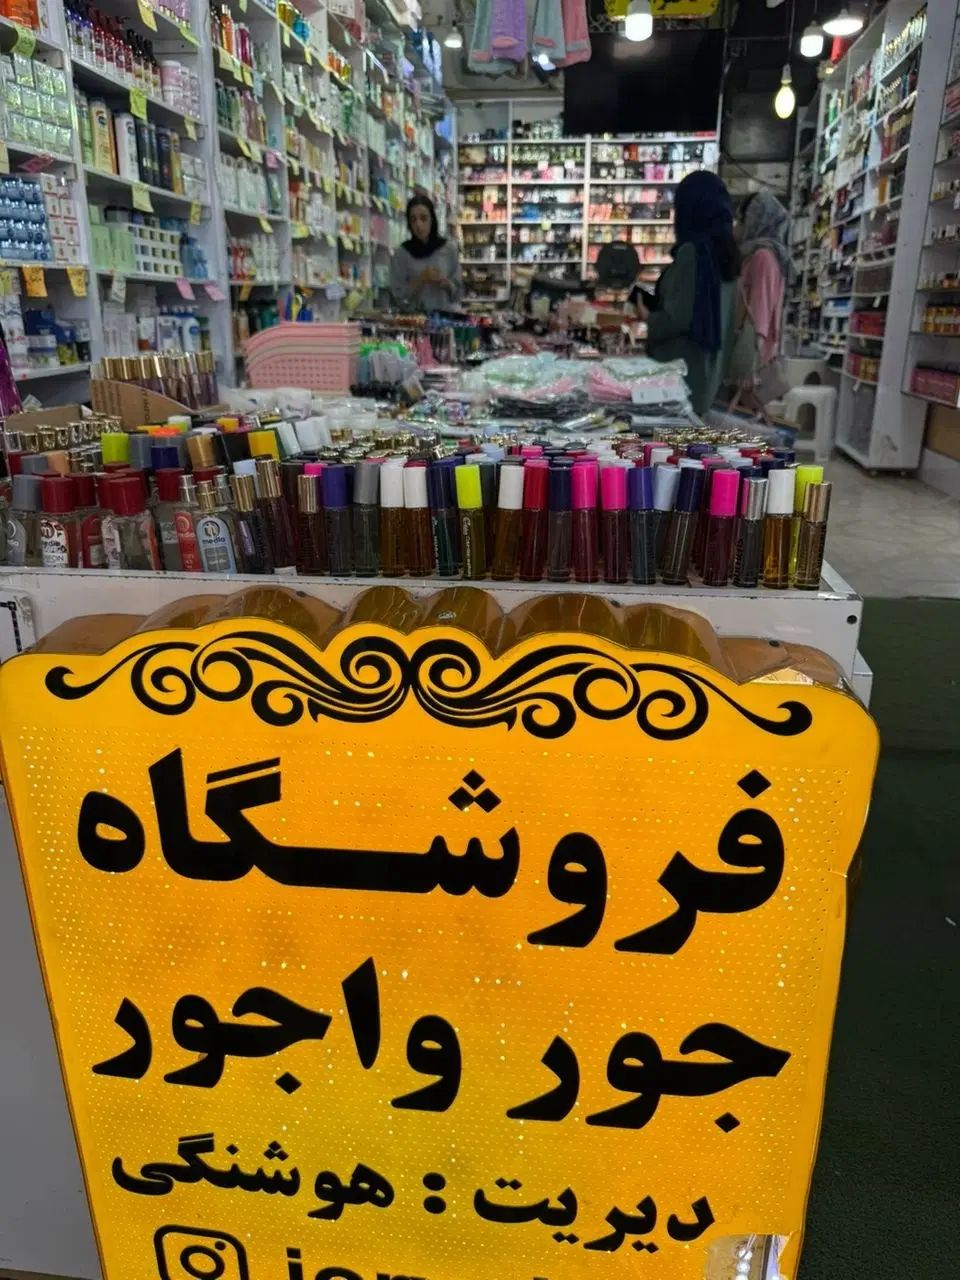 فروشگاه
جور واجور
دیریت : هوشنگی